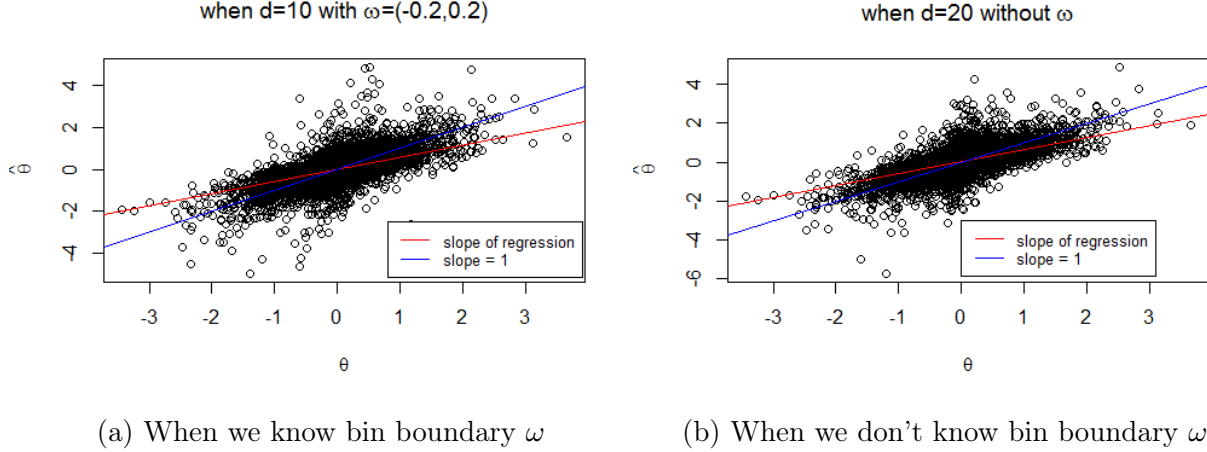 when d=10 with ω=(-0.2,0.2)
θ̂
4
2
0
-2
-4
-3
-2
-1
0
1
2
3
θ
slope of regression
slope = 1
(a) When we know bin boundary ω
when d=20 without ω
θ̂
4
2
0
-2
-4
-6
-3
-2
-1
0
1
2
3
θ
slope of regression
slope = 1
(b) When we don't know bin boundary ω